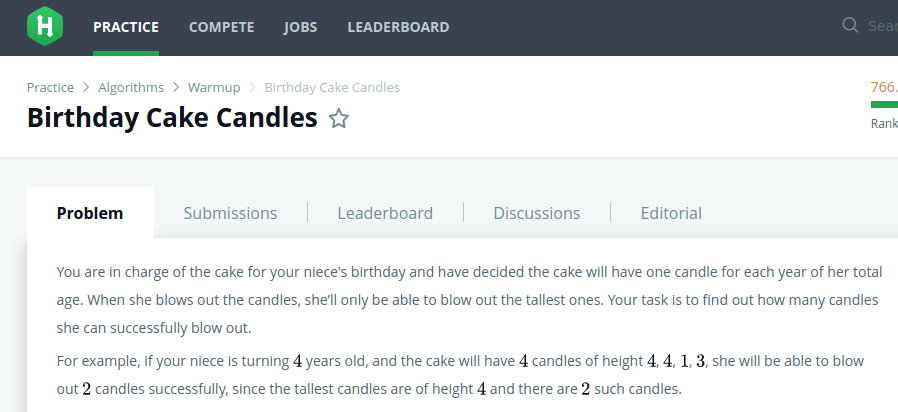 H PRACTICE COMPETE JOBS LEADERBOARD
Practice > Algorithms > Warmup > Birthday Cake Candles
766.
Birthday Cake Candles
Rank
Problem Submissions Leaderboard Discussions Editorial
You are in charge of the cake for your niece's birthday and have decided the cake will have one candle for each year of her total
age. When she blows out the candles, she’ll only be able to blow out the tallest ones. Your task is to find out how many candles
she can successfully blow out.
For example, if your niece is turning 4 years old, and the cake will have 4 candles of height 4, 4, 1, 3, she will be able to blow
out 2 candles successfully, since the tallest candles are of height 4 and there are 2 such candles.